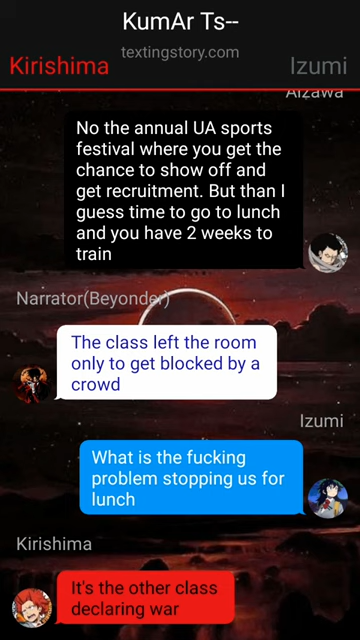 KumAr Ts--
textingstory.com
Kirishima
Izumi
Aizawa
No the annual UA sports
festival where you get the
chance to show off and
get recruitment. But than I
guess time to go to lunch
and you have 2 weeks to
train
Narrator(Beyonder)
The class left the room
only to get blocked by a
crowd
Izumi
What is the fucking
problem stopping us for
lunch
Kirishima
It's the other class
declaring war